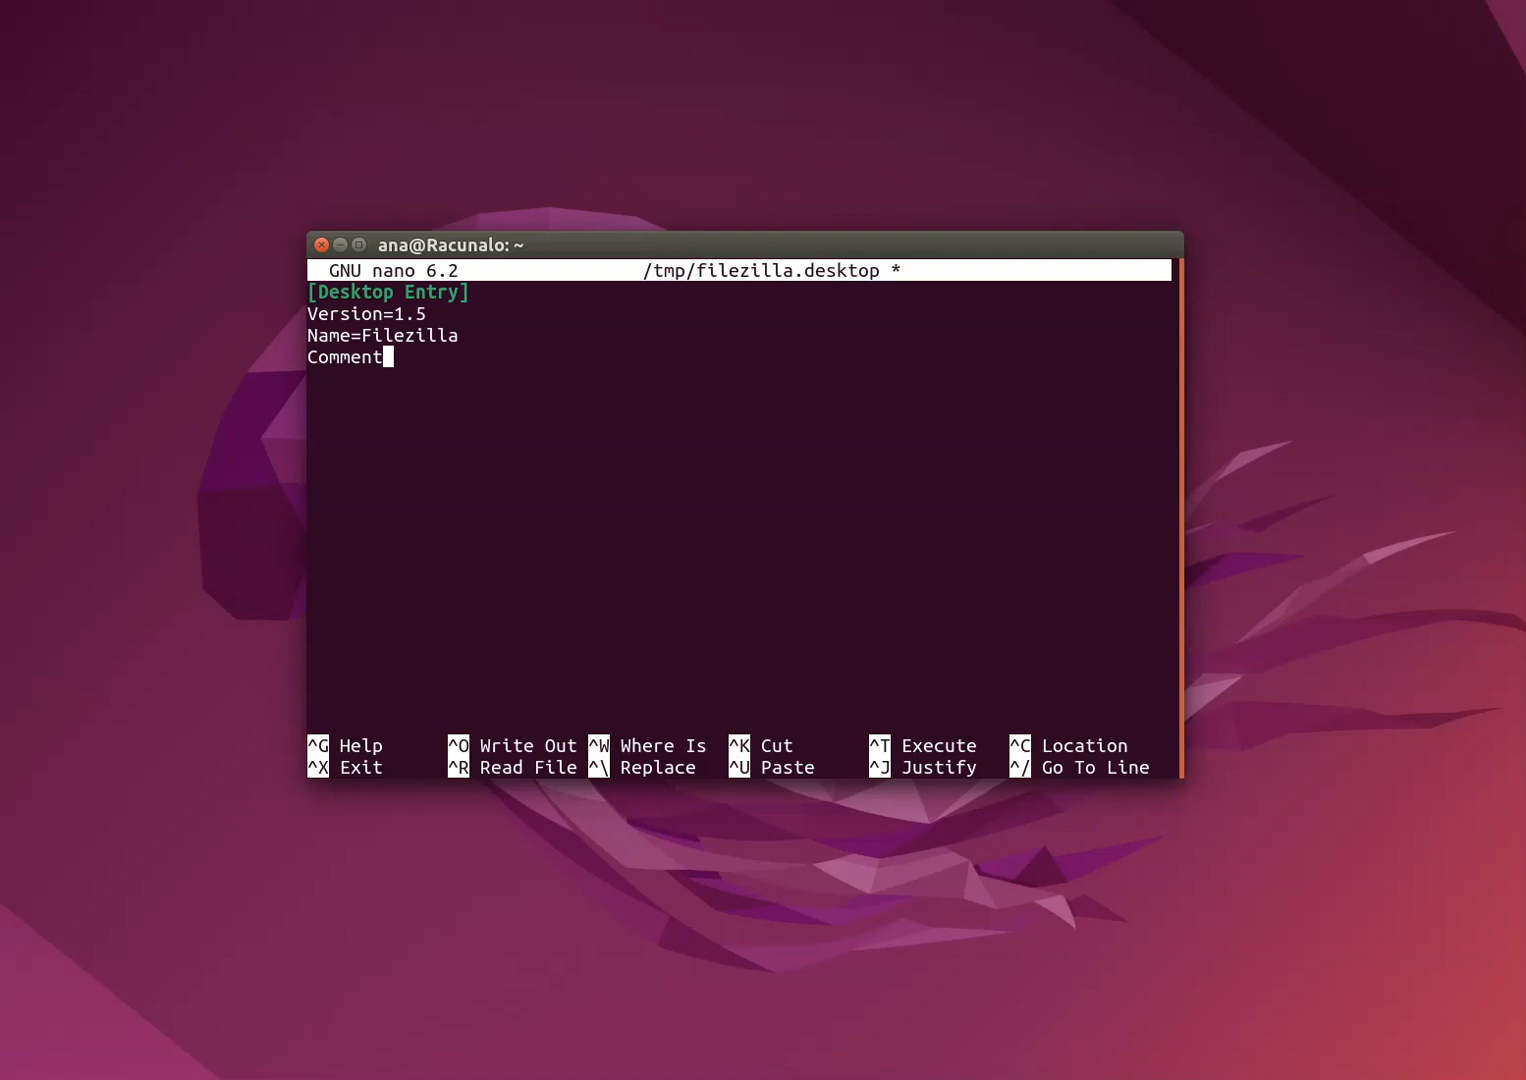 ana@Racunalo: ~
GNU nano 6.2 /tmp/filezilla.desktop *
[Desktop Entry]
Version=1.5
Name=Filezilla
Comment
^G Help ^O Write Out ^W Where Is ^K Cut ^T Execute ^C Location
^X Exit ^R Read File ^\ Replace ^U Paste ^J Justify ^/ Go To Line